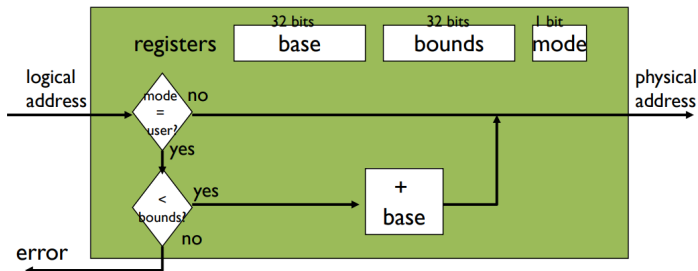 32 bits
32 bits
1 bit
registers
base
bounds
mode
logical
address
physical
address
mode
=
user?
no
yes
<
bounds?
yes
+
base
no
error